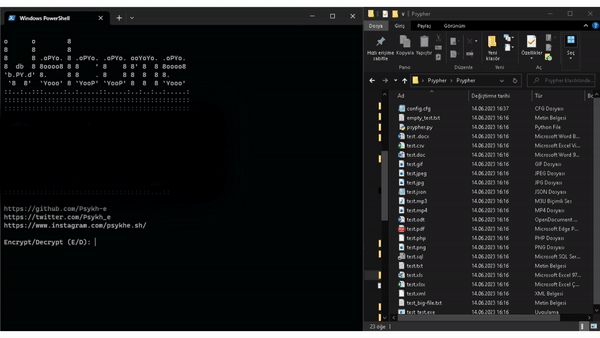 Windows PowerShell
https://github.com/Psykh-e
https://twitter.com/Psykh_e
https://www.instagram.com/psykhe.sh/
Encrypt/Decrypt (E/D):
Psypher
Dosya Giriş Paylaş Görünüm
Hızlı erişime sabitle Kopyala Yapıştır Düzenle Yeni klasör Özellikler Seç
Pano Yeni Aç
Psypher > Psypher
Ad Değiştirme tarihi Tür
config.cfg 14.06.2023 16:37 CFG Dosyası
empty_test.txt 14.06.2023 16:16 Metin Belgesi
psypher.py 14.06.2023 16:16 Python File
test .docx 14.06.2023 16:16 Microsoft Word B...
test.csv 14.06.2023 16:16 Microsoft Excel Vi...
test.doc 14.06.2023 16:16 Microsoft Word 9...
test.gif 14.06.2023 16:16 GIF Dosyası
test.jpeg 14.06.2023 16:16 JPEG Dosyası
test.jpg 14.06.2023 16:16 JPG Dosyası
test.json 14.06.2023 16:16 JSON Dosyası
test.mp3 14.06.2023 16:16 M3U Biçimli Ses
test.mp4 14.06.2023 16:16 MP4 Dosyası
test.odt 14.06.2023 16:16 OpenDocument ...
test.pdf 14.06.2023 16:16 Microsoft Edge P...
test.php 14.06.2023 16:16 PHP Dosyası
test.png 14.06.2023 16:16 PNG Dosyası
test.sql 14.06.2023 16:16 Microsoft SQL Ser...
test.txt 14.06.2023 16:16 Metin Belgesi
test.xls 14.06.2023 16:16 Microsoft Excel 97...
test.xlsx 14.06.2023 16:16 Microsoft Excel Ç...
test.xml 14.06.2023 16:16 XML Belgesi
test_big-file.txt 14.06.2023 16:16 Metin Belgesi
test_test.exe 14.06.2023 16:16 Uygulama
23 öğe